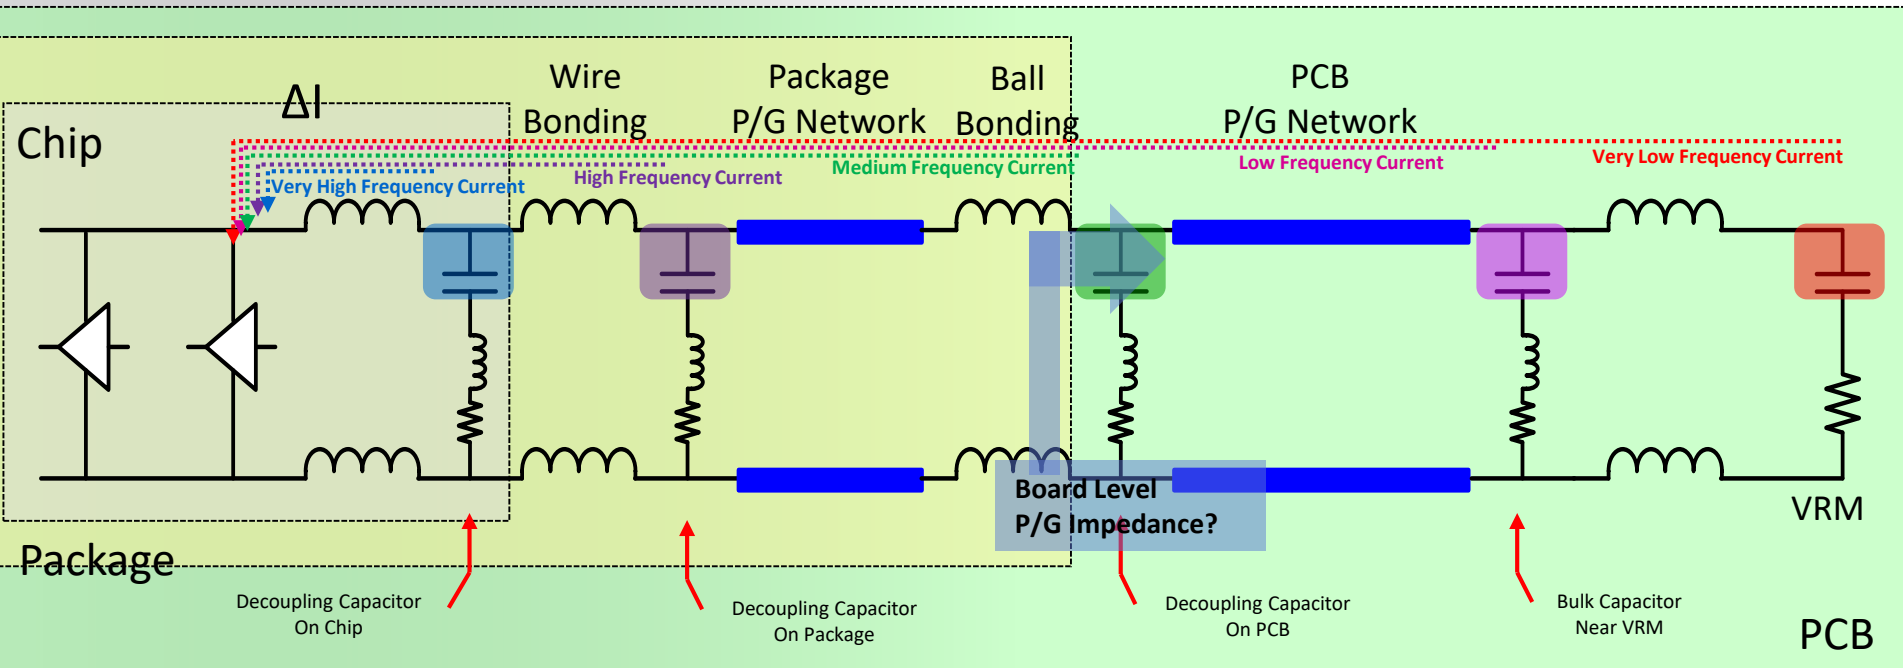 ΔI
Chip
Wire
Bonding
Package
P/G Network
Ball
Bonding
PCB
P/G Network
Very High Frequency Current
High Frequency Current
Medium Frequency Current
Low Frequency Current
Very Low Frequency Current
Board Level
P/G Impedance?
VRM
Package
Decoupling Capacitor
On Chip
Decoupling Capacitor
On Package
Decoupling Capacitor
On PCB
Bulk Capacitor
Near VRM
PCB